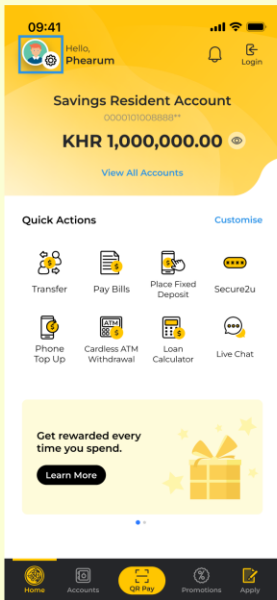 09:41
Hello,
Phearum
Login
Savings Resident Account
0000101008888**
KHR 1,000,000.00
View All Accounts
Quick Actions
Customise
Transfer
Pay Bills
Place Fixed
Deposit
Secure2u
ATM
Phone
Top Up
Cardless ATM
Withdrawal
Loan
Calculator
Live Chat
Get rewarded every
time you spend.
Learn More
Home
Accounts
QR Pay
Promotions
Apply